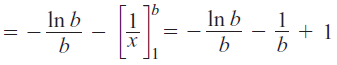 = − ln b / b − [1/x]₁ᵇ = − ln b / b − 1/b + 1